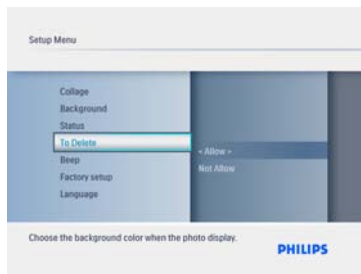 Setup Menu
Collage
Background
Status
To Delete
Beep
Factory setup
Language
< Allow >
Not Allow
Choose the background color when the photo display.
PHILIPS